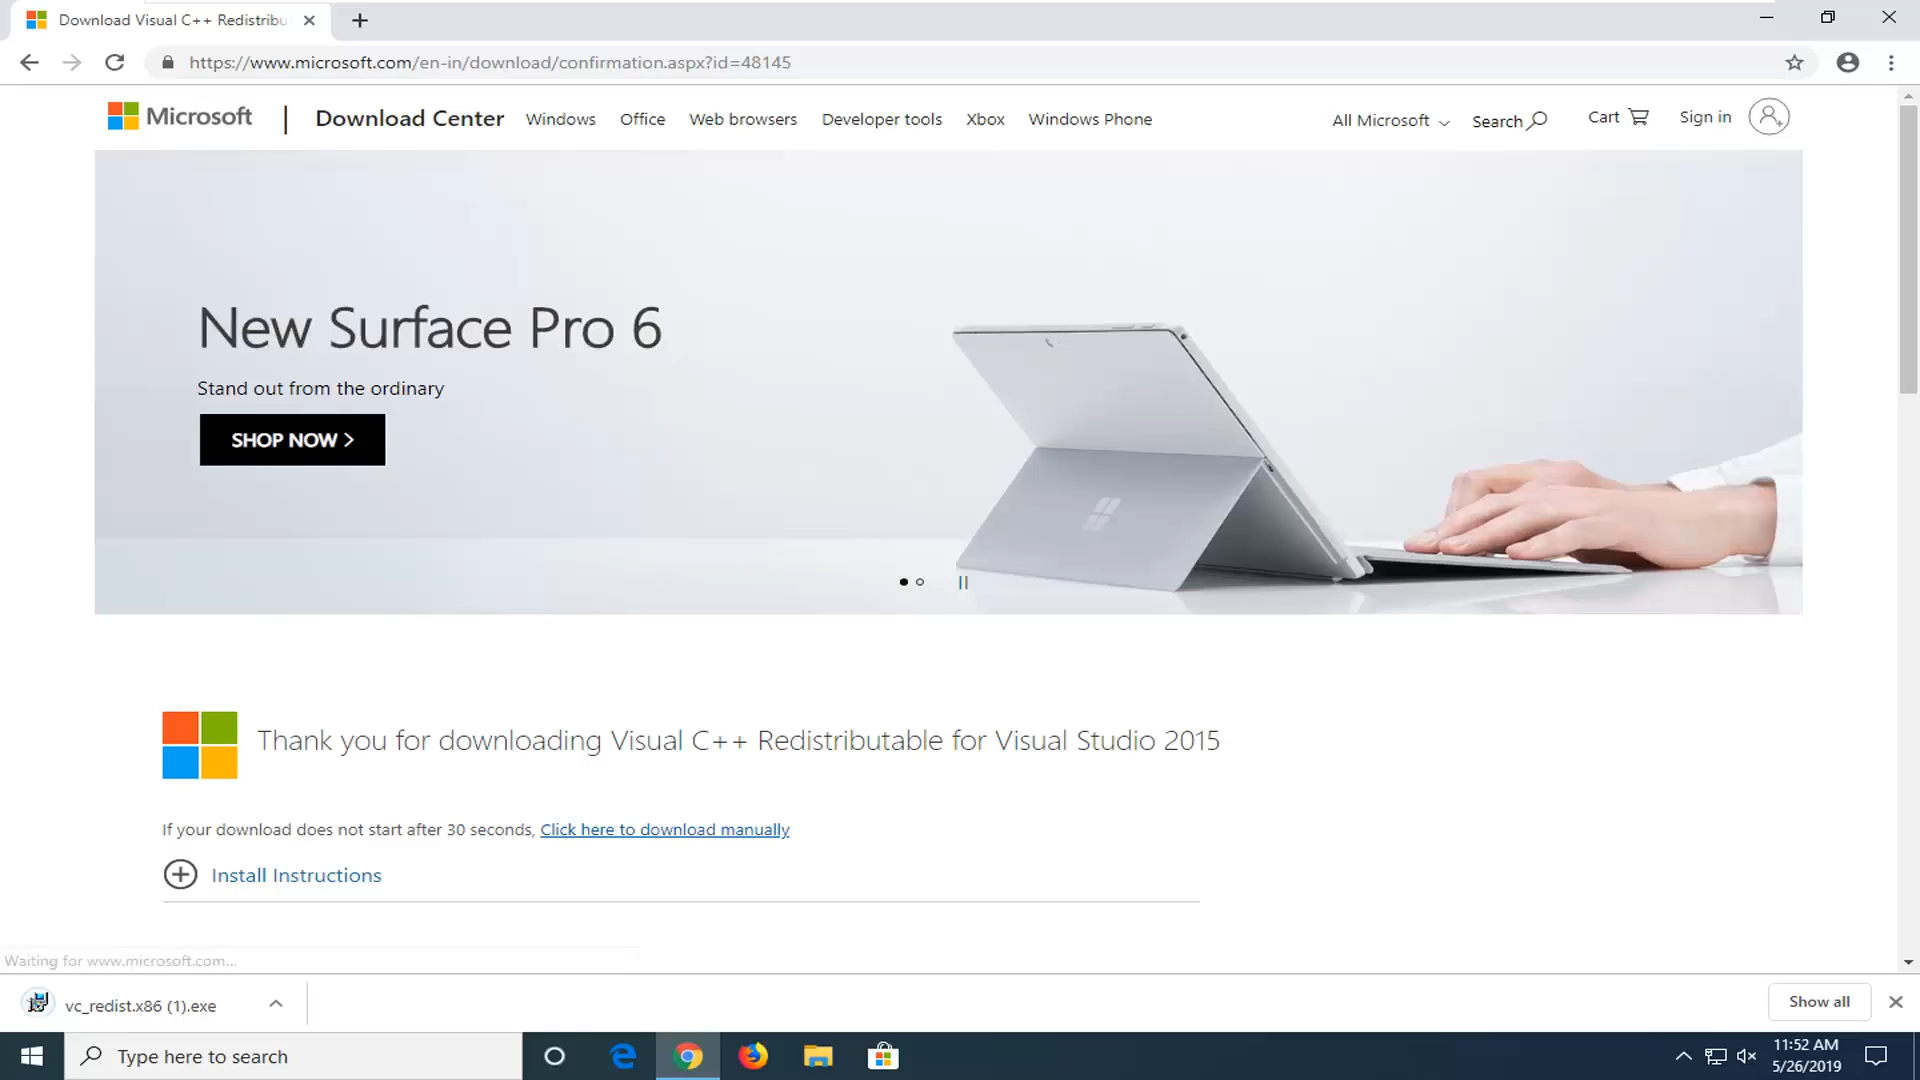 Download Visual C++ Redistribu
https://www.microsoft.com/en-in/download/confirmation.aspx?id=48145
Microsoft | Download Center Windows Office Web browsers Developer tools Xbox Windows Phone All Microsoft Search Cart Sign in
New Surface Pro 6
Stand out from the ordinary
SHOP NOW >
Thank you for downloading Visual C++ Redistributable for Visual Studio 2015
If your download does not start after 30 seconds, Click here to download manually
Install Instructions
Waiting for www.microsoft.com...
vc_redist.x86 (1).exe Show all
Type here to search
11:52 AM
5/26/2019